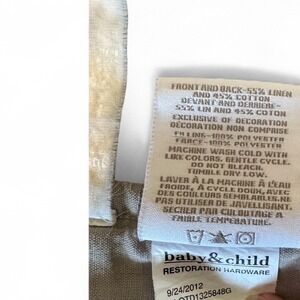 FRONT AND BACK-55% LINEN
AND 45% COTTON
DEVANT AND DERRIERE-
55% LIN AND 45% COTON
EXCLUSIVE OF DECORATION
DECORATION NON COMPRISE
FILLING-100% POLYESTER
100% POLYESTER
MACHINE WASH COLD WITH
LIKE COLORS. GENTLE CYCLE.
DO NOT BLEACH.
TUMBLE DRY LOW.
LAVER À LA MACHINE À L'EAU
FROIDE, À CYCLE DOUX, AVEC
DES COULEURS SEMBLABLES. NE
PAS UTILISER DE JAVELLISANT.
SÉCHER PAR CULBUTAGE À
FAIBLE TEMPÉRATURE.
baby&child
RESTORATION HARDWARE
9/24/2012
OTD1325848G